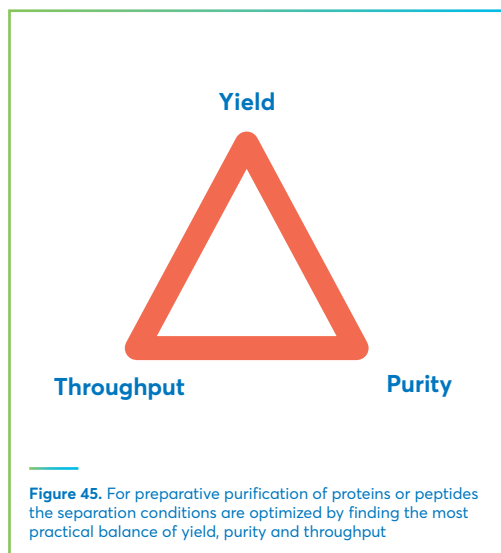 Yield
Throughput
Purity
Figure 45. For preparative purification of proteins or peptides
the separation conditions are optimized by finding the most
practical balance of yield, purity and throughput